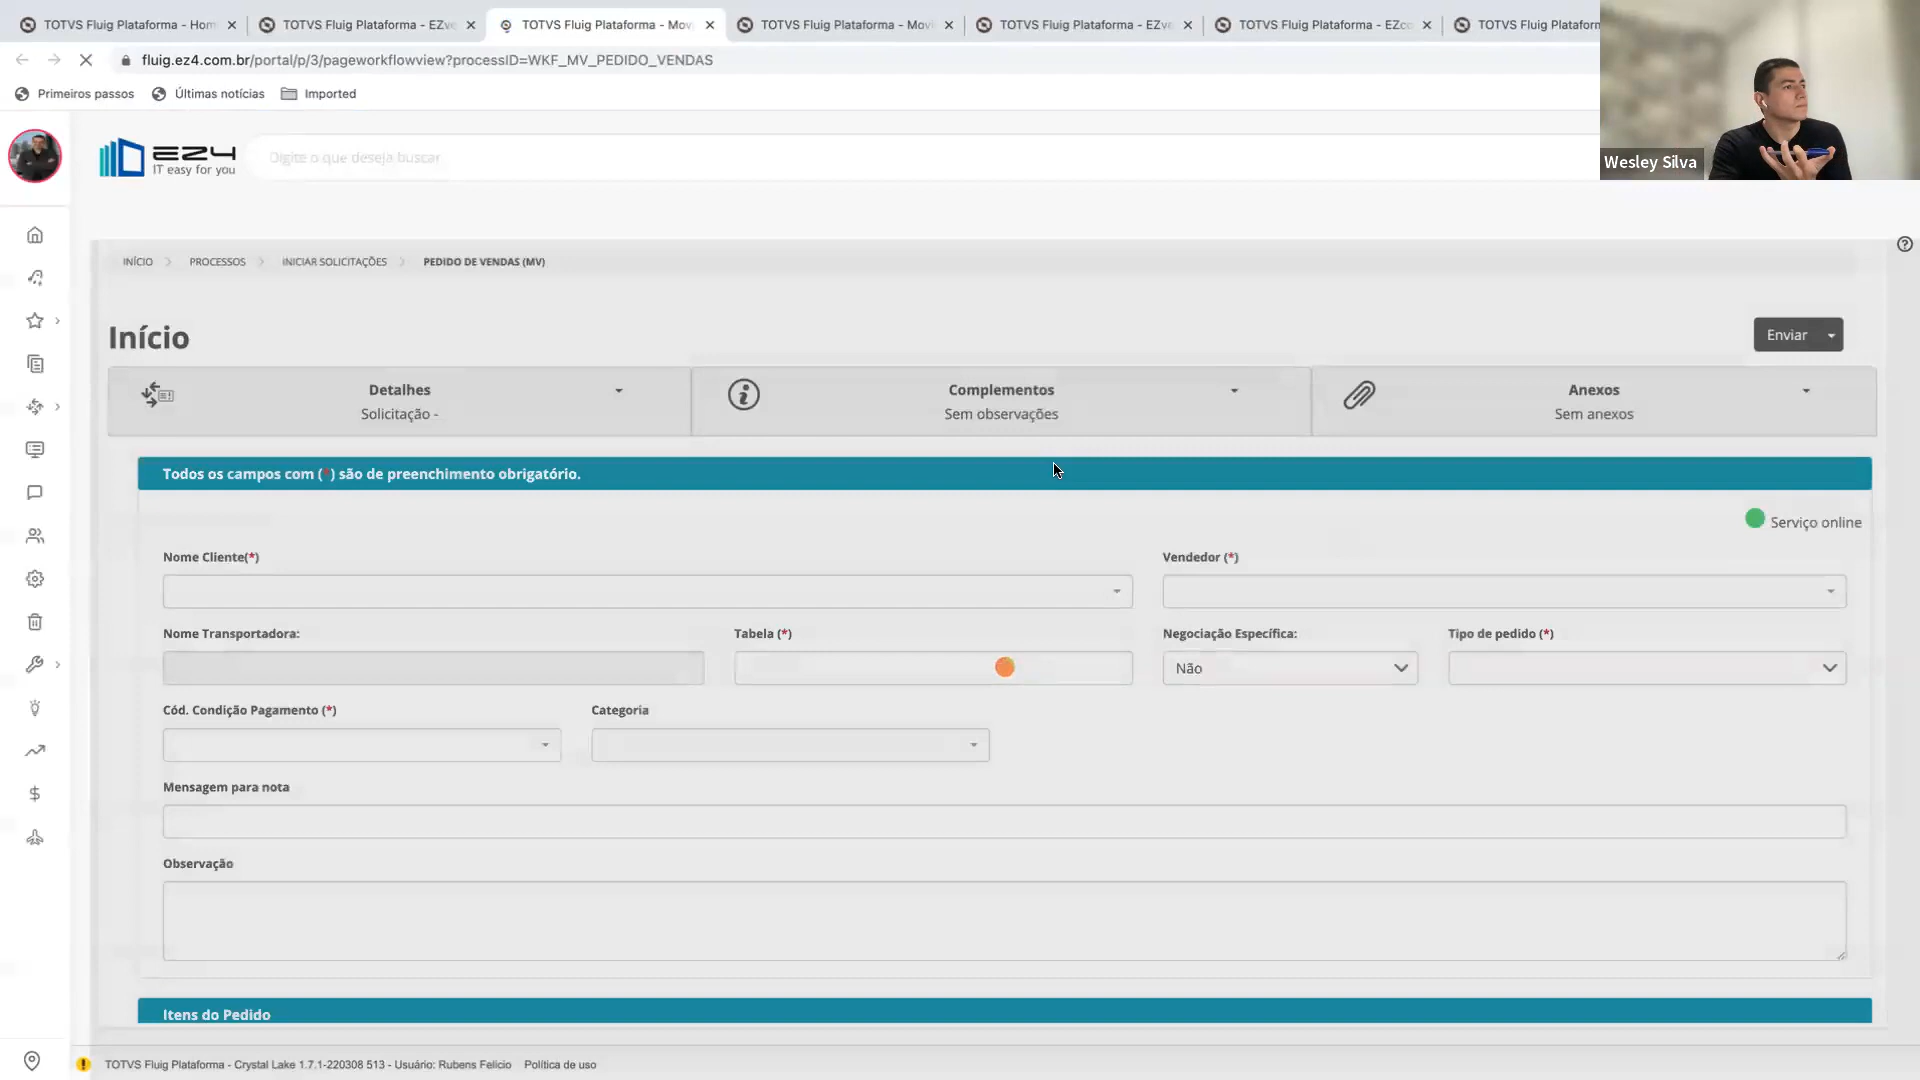 TOTVS Fluig Plataforma - Hom
TOTVS Fluig Plataforma - EZve
TOTVS Fluig Plataforma - Mov
TOTVS Fluig Plataforma - Movi
TOTVS Fluig Plataforma - EZve
TOTVS Fluig Plataforma - EZco
TOTVS Fluig Plataform
fluig.ez4.com.br/portal/p/3/pageworkflowview?processID=WKF_MV_PEDIDO_VENDAS
Primeiros passos
Últimas notícias
Imported
Wesley Silva
EZ4
IT easy for you
Digite o que deseja buscar
INÍCIO
PROCESSOS
INICIAR SOLICITAÇÕES
PEDIDO DE VENDAS (MV)
Início
Enviar
Detalhes
Solicitação -
Complementos
Sem observações
Anexos
Sem anexos
Todos os campos com (*) são de preenchimento obrigatório.
Serviço online
Nome Cliente(*)
Vendedor (*)
Nome Transportadora:
Tabela (*)
Negociação Específica:
Tipo de pedido (*)
Não
Cód. Condição Pagamento (*)
Categoria
Mensagem para nota
Observação
Itens do Pedido
TOTVS Fluig Plataforma - Crystal Lake 1.7.1-220308 513 - Usuário: Rubens Felicio
Política de uso